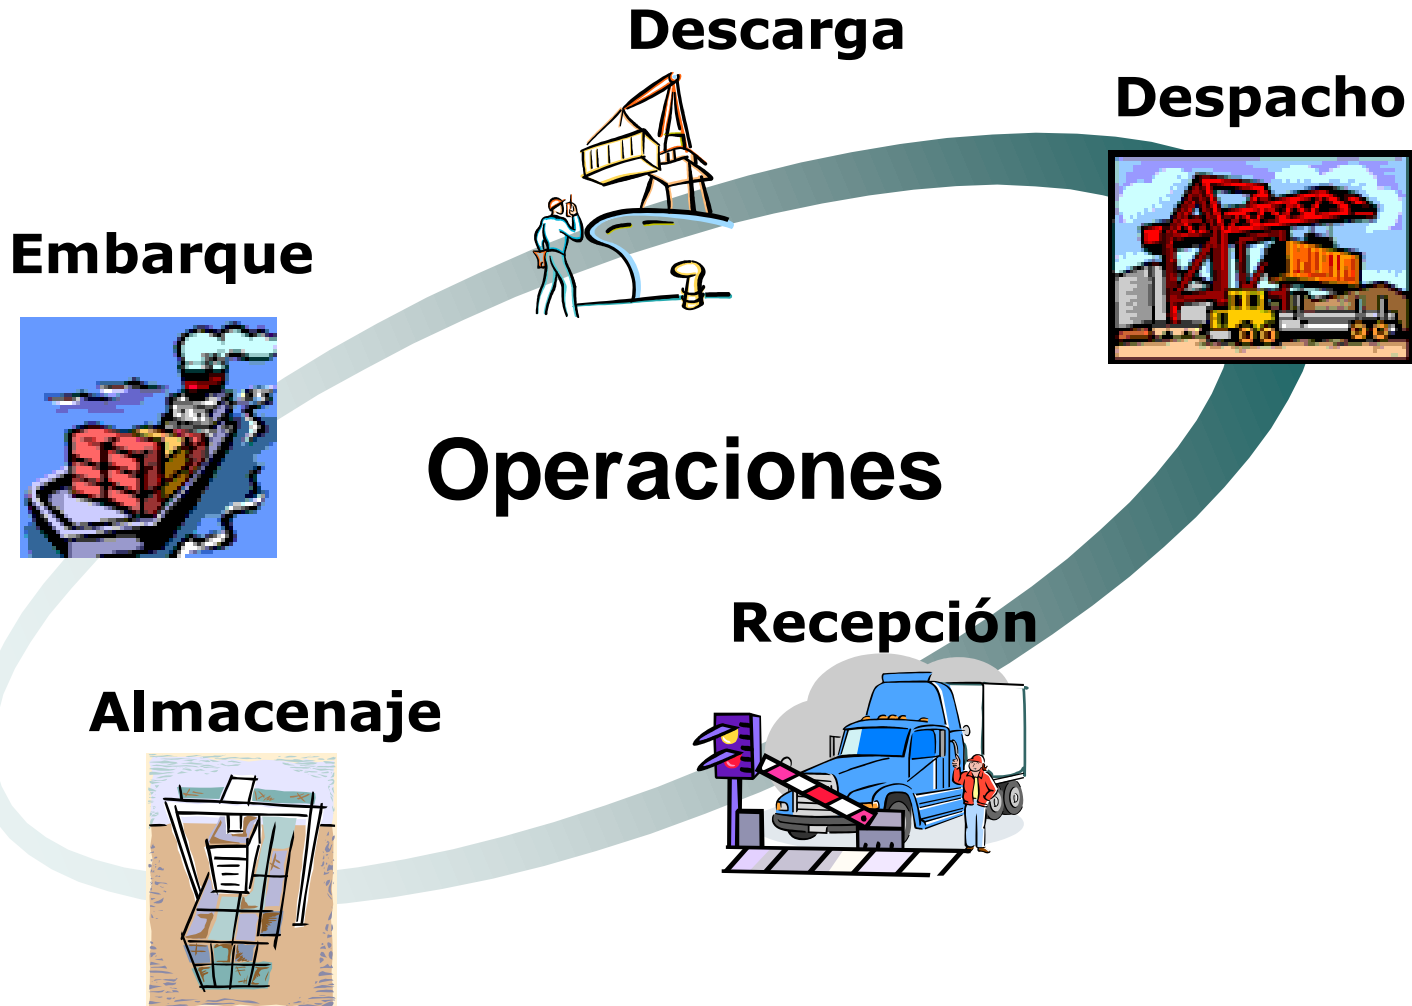 Descarga
Despacho
Embarque
Operaciones
Recepción
Almacenaje